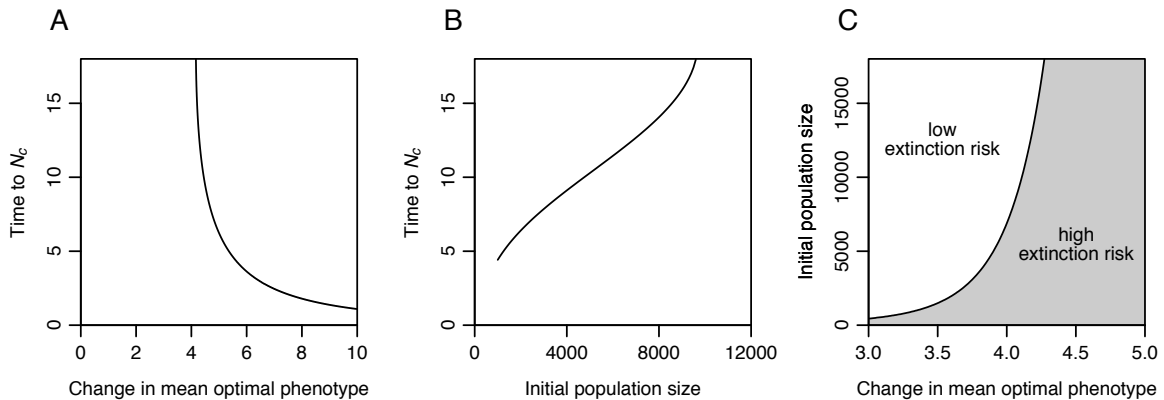 A
B
C
Time to Nc
0
5
10
15
0
2
4
6
8
10
Change in mean optimal phenotype
Time to Nc
0
5
10
15
0
4000
8000
12000
Initial population size
Initial population size
0
5000
10000
15000
low
extinction risk
high
extinction risk
3.0
3.5
4.0
4.5
5.0
Change in mean optimal phenotype